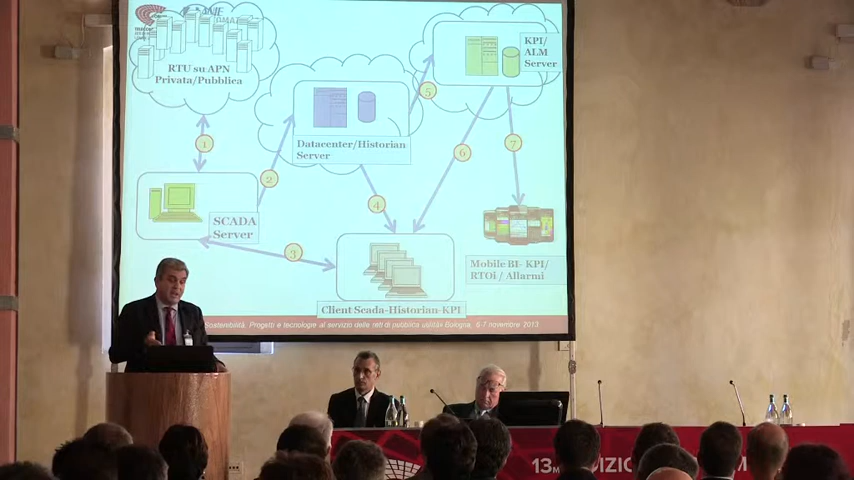 RTU su APN
Privata/Pubblica
KPI/
ALM
Server
5
1
Datacenter/Historian
Server
6
7
2
4
SCADA
Server
3
Mobile BI- KPI/
RTOi / Allarmi
Client Scada-Historian-KPI
Sostenibilità. Progetti e tecnologie al servizio delle reti di pubblica utilità» Bologna, 6-7 novembre 2013
13